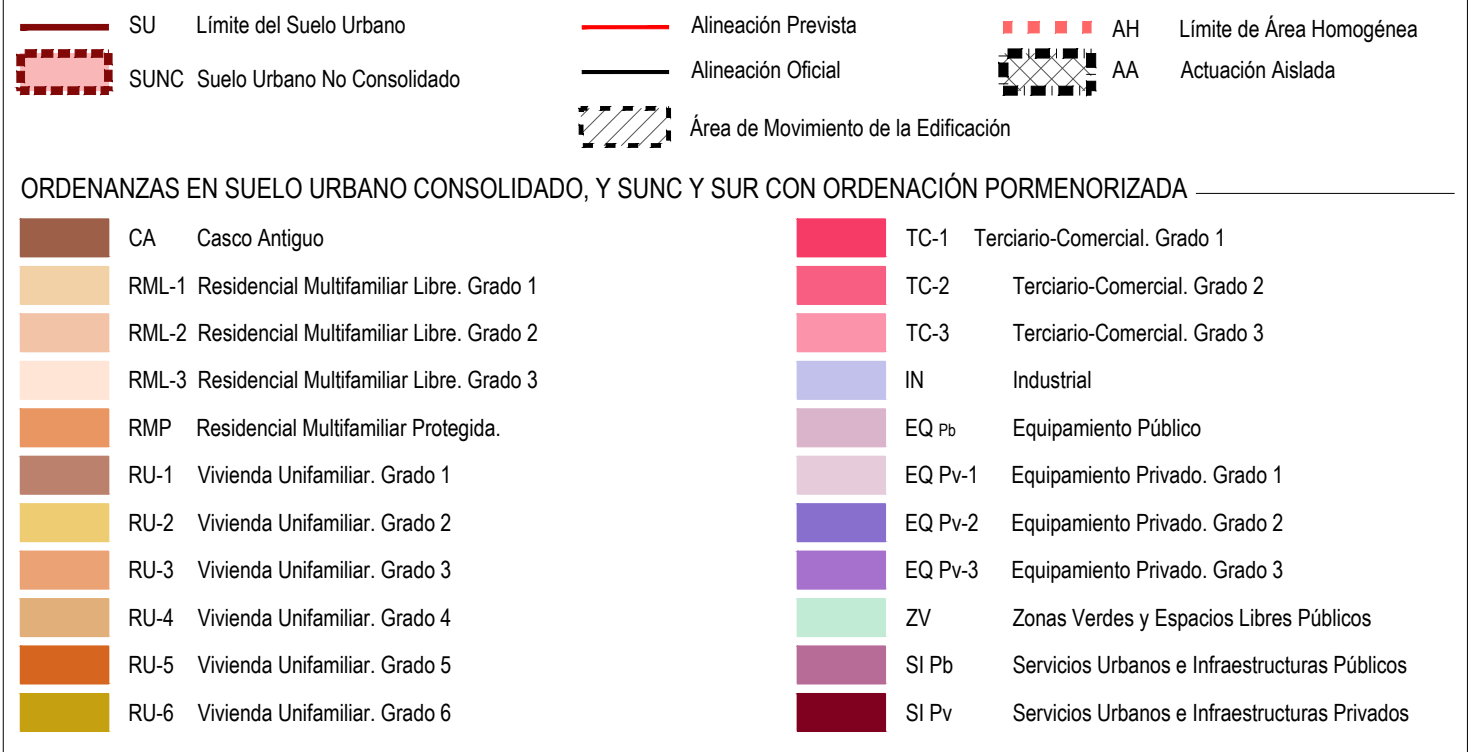 SU Límite del Suelo Urbano
Alineación Prevista
AH Límite de Área Homogénea
SUNC Suelo Urbano No Consolidado
Alineación Oficial
AA Actuación Aislada
Área de Movimiento de la Edificación
ORDENANZAS EN SUELO URBANO CONSOLIDADO, Y SUNC Y SUR CON ORDENACIÓN PORMENORIZADA
CA Casco Antiguo
RML-1 Residencial Multifamiliar Libre. Grado 1
RML-2 Residencial Multifamiliar Libre. Grado 2
RML-3 Residencial Multifamiliar Libre. Grado 3
RMP Residencial Multifamiliar Protegida.
RU-1 Vivienda Unifamiliar. Grado 1
RU-2 Vivienda Unifamiliar. Grado 2
RU-3 Vivienda Unifamiliar. Grado 3
RU-4 Vivienda Unifamiliar. Grado 4
RU-5 Vivienda Unifamiliar. Grado 5
RU-6 Vivienda Unifamiliar. Grado 6
TC-1 Terciario-Comercial. Grado 1
TC-2 Terciario-Comercial. Grado 2
TC-3 Terciario-Comercial. Grado 3
IN Industrial
EQ Pb Equipamiento Público
EQ Pv-1 Equipamiento Privado. Grado 1
EQ Pv-2 Equipamiento Privado. Grado 2
EQ Pv-3 Equipamiento Privado. Grado 3
ZV Zonas Verdes y Espacios Libres Públicos
SI Pb Servicios Urbanos e Infraestructuras Públicos
SI Pv Servicios Urbanos e Infraestructuras Privados